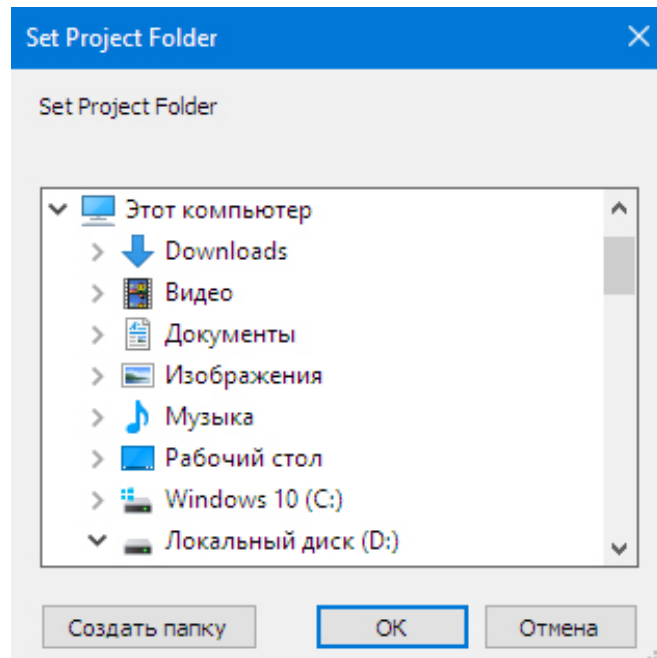 Set Project Folder
Set Project Folder
Этот компьютер
Downloads
Видео
Документы
Изображения
Музыка
Рабочий стол
Windows 10 (C:)
Локальный диск (D:)
Создать папку ОК Отмена